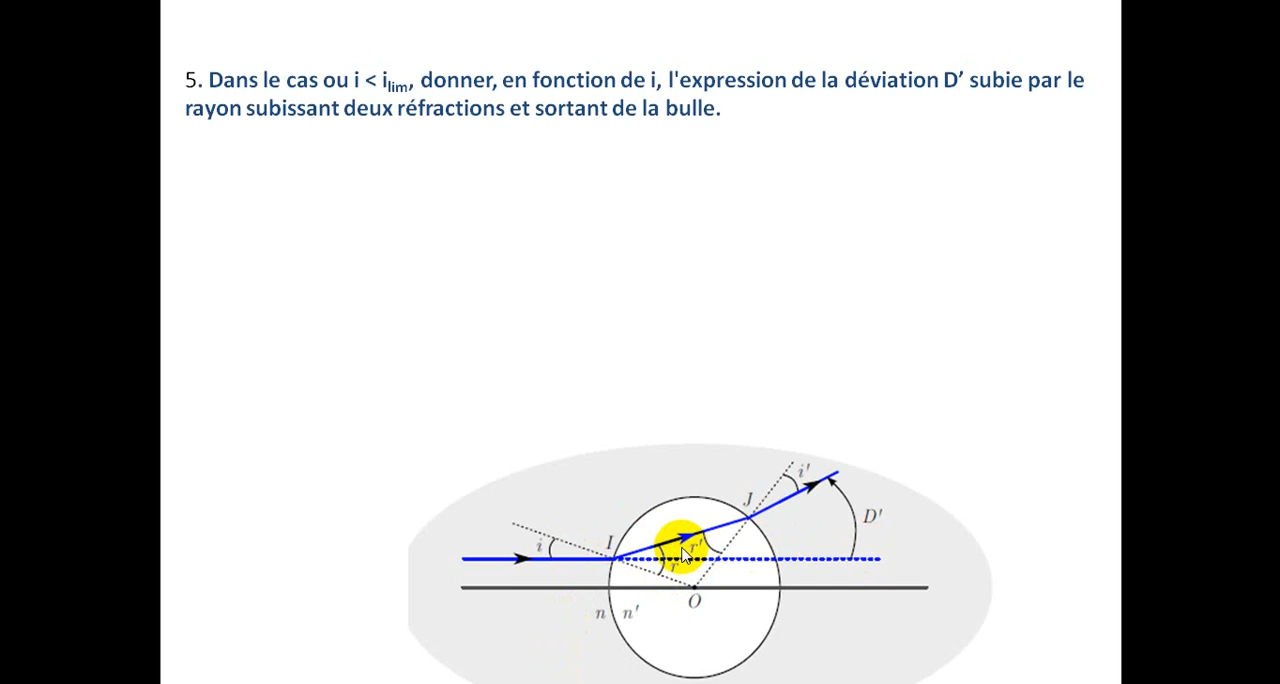 5. Dans le cas ou i < ilim, donner, en fonction de i, l'expression de la déviation D’ subie par le
rayon subissant deux réfractions et sortant de la bulle.
i'
J
D'
i
I
r'
r
O
n
n'